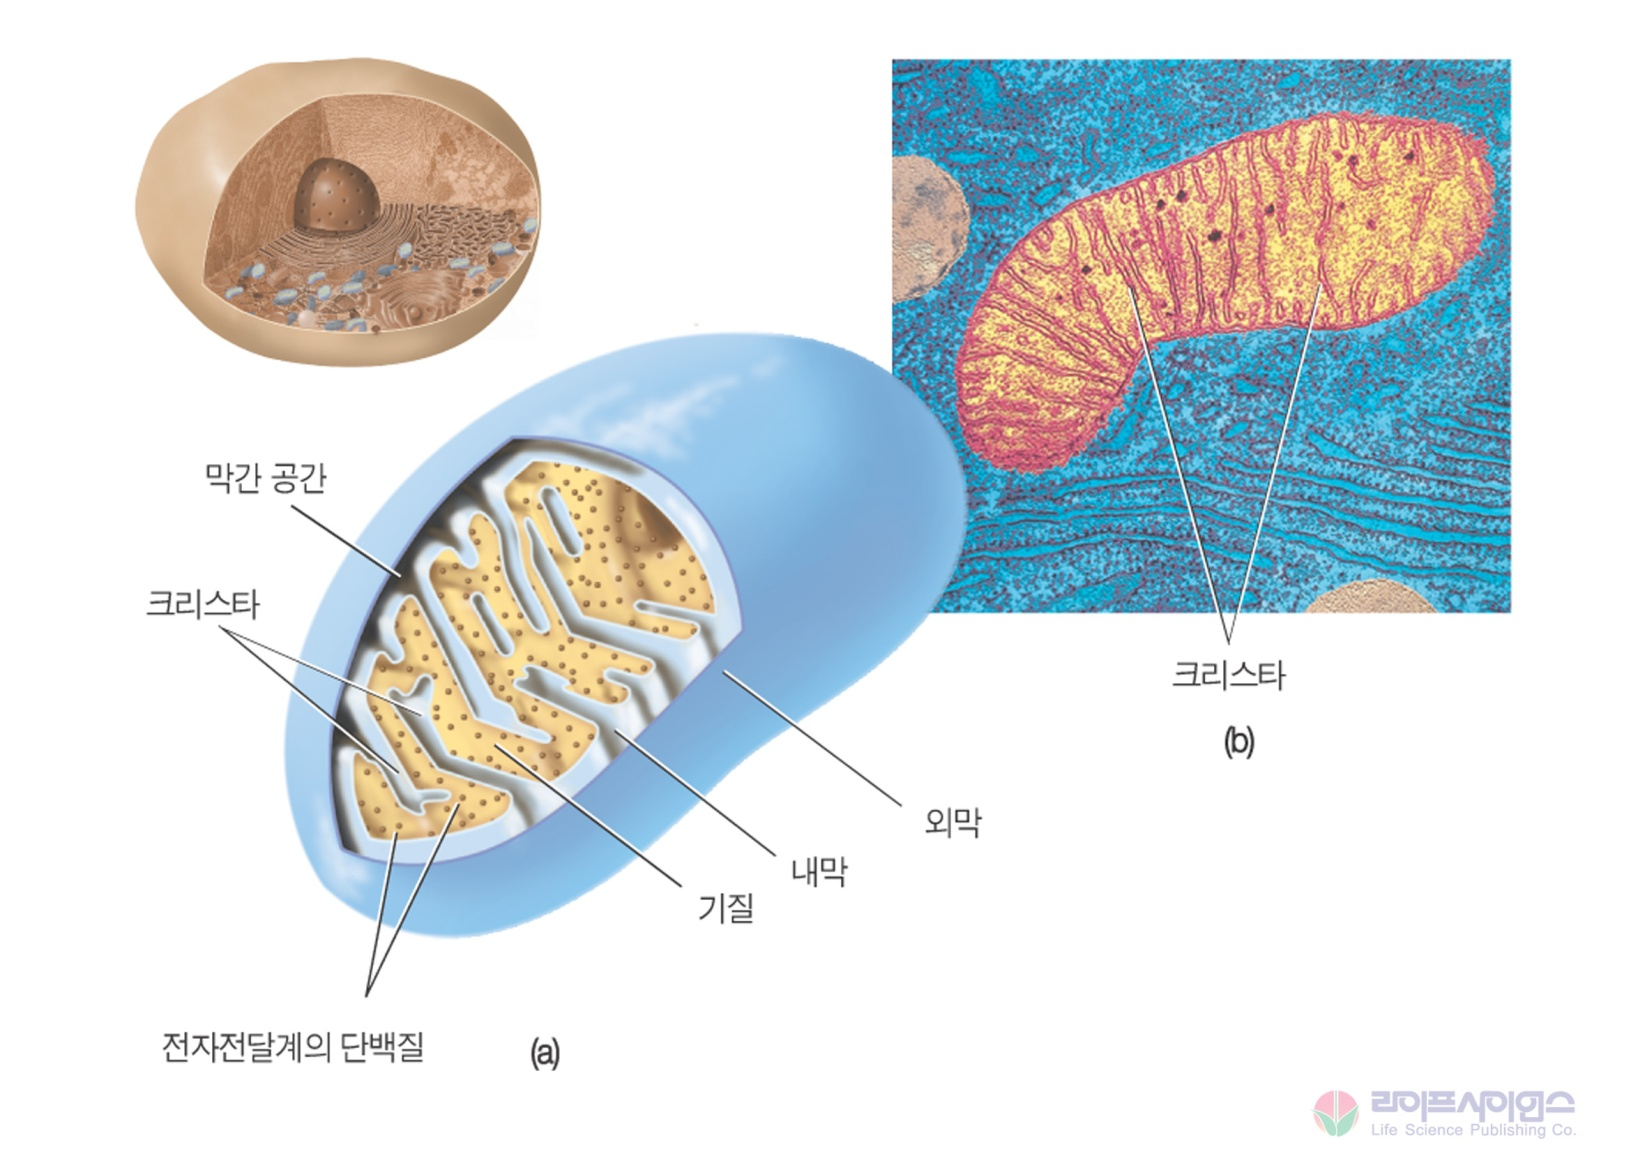 막간 공간
크리스타
크리스타
(b)
외막
내막
기질
전자전달계의 단백질
(a)
라이프사이언스
Life Science Publishing Co.